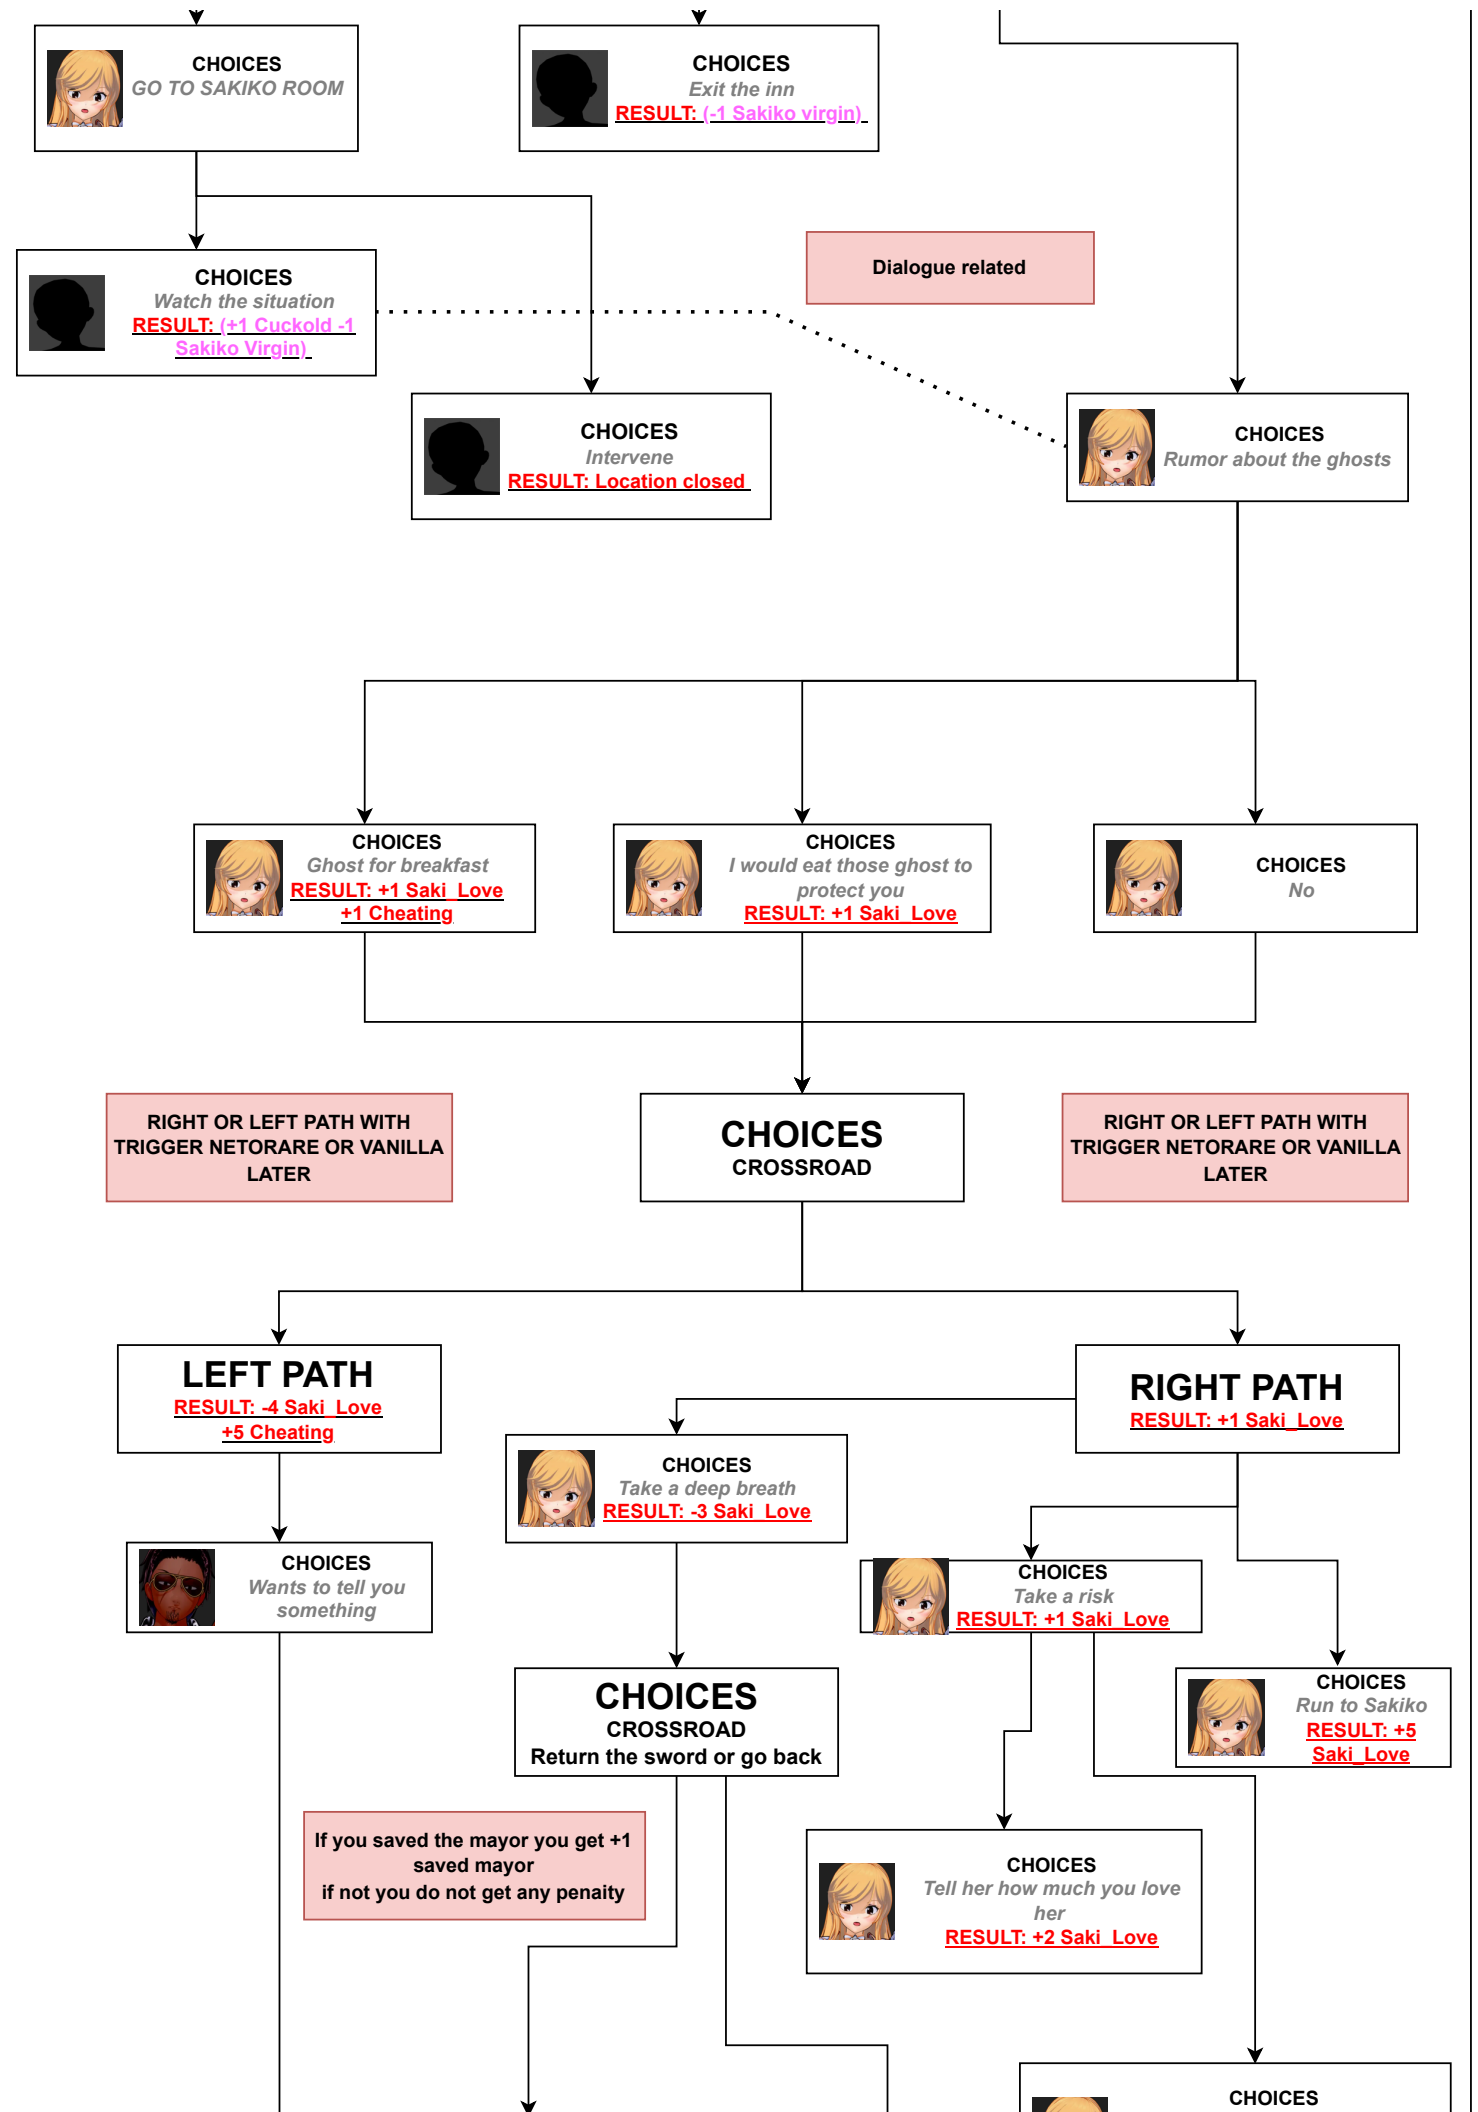 CHOICES
GO TO SAKIKO ROOM
CHOICES
Exit the inn
RESULT: (-1 Sakiko virgin)
CHOICES
Watch the situation
RESULT: (+1 Cuckold -1
Sakiko Virgin)
Dialogue related
CHOICES
Intervene
RESULT: Location closed
CHOICES
Rumor about the ghosts
CHOICES
Ghost for breakfast
RESULT: +1 Saki_Love
+1 Cheating
CHOICES
I would eat those ghost to
protect you
RESULT: +1 Saki_Love
CHOICES
No
RIGHT OR LEFT PATH WITH
TRIGGER NETORARE OR VANILLA
LATER
CHOICES
CROSSROAD
RIGHT OR LEFT PATH WITH
TRIGGER NETORARE OR VANILLA
LATER
LEFT PATH
RESULT: -4 Saki_Love
+5 Cheating
RIGHT PATH
RESULT: +1 Saki_Love
CHOICES
Take a deep breath
RESULT: -3 Saki_Love
CHOICES
Wants to tell you
something
CHOICES
Take a risk
RESULT: +1 Saki_Love
CHOICES
CROSSROAD
Return the sword or go back
CHOICES
Run to Sakiko
RESULT: +5
Saki_Love
If you saved the mayor you get +1
saved mayor
if not you do not get any penaity
CHOICES
Tell her how much you love
her
RESULT: +2 Saki_Love
CHOICES